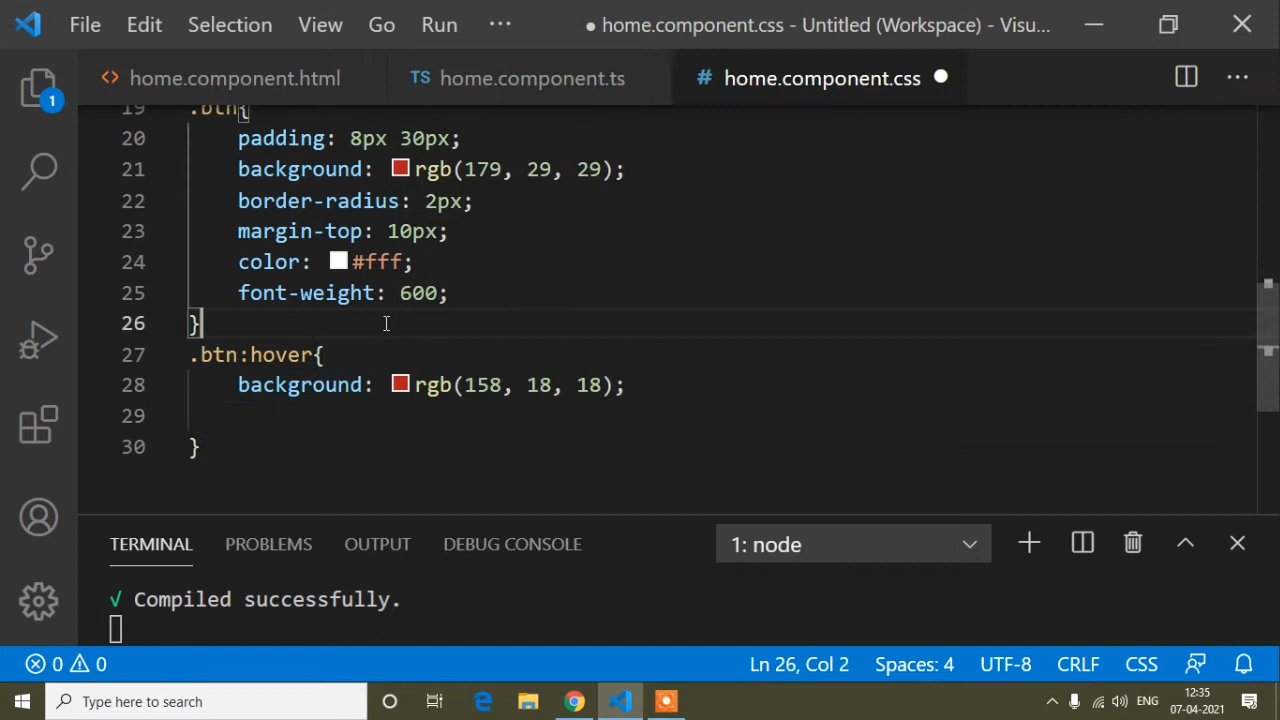 File Edit Selection View Go Run ··· ● home.component.css - Untitled (Workspace) - Visu...
<> home.component.html TS home.component.ts # home.component.css ● ···
1
19 .btn{
20 padding: 8px 30px;
21 background: rgb(179, 29, 29);
22 border-radius: 2px;
23 margin-top: 10px;
24 color: #fff;
25 font-weight: 600;
26 }
27 .btn:hover{
28 background: rgb(158, 18, 18);
29
30 }
TERMINAL PROBLEMS OUTPUT DEBUG CONSOLE 1: node
√ Compiled successfully.
0 0 Ln 26, Col 2 Spaces: 4 UTF-8 CRLF CSS
Type here to search ENG 12:35
07-04-2021